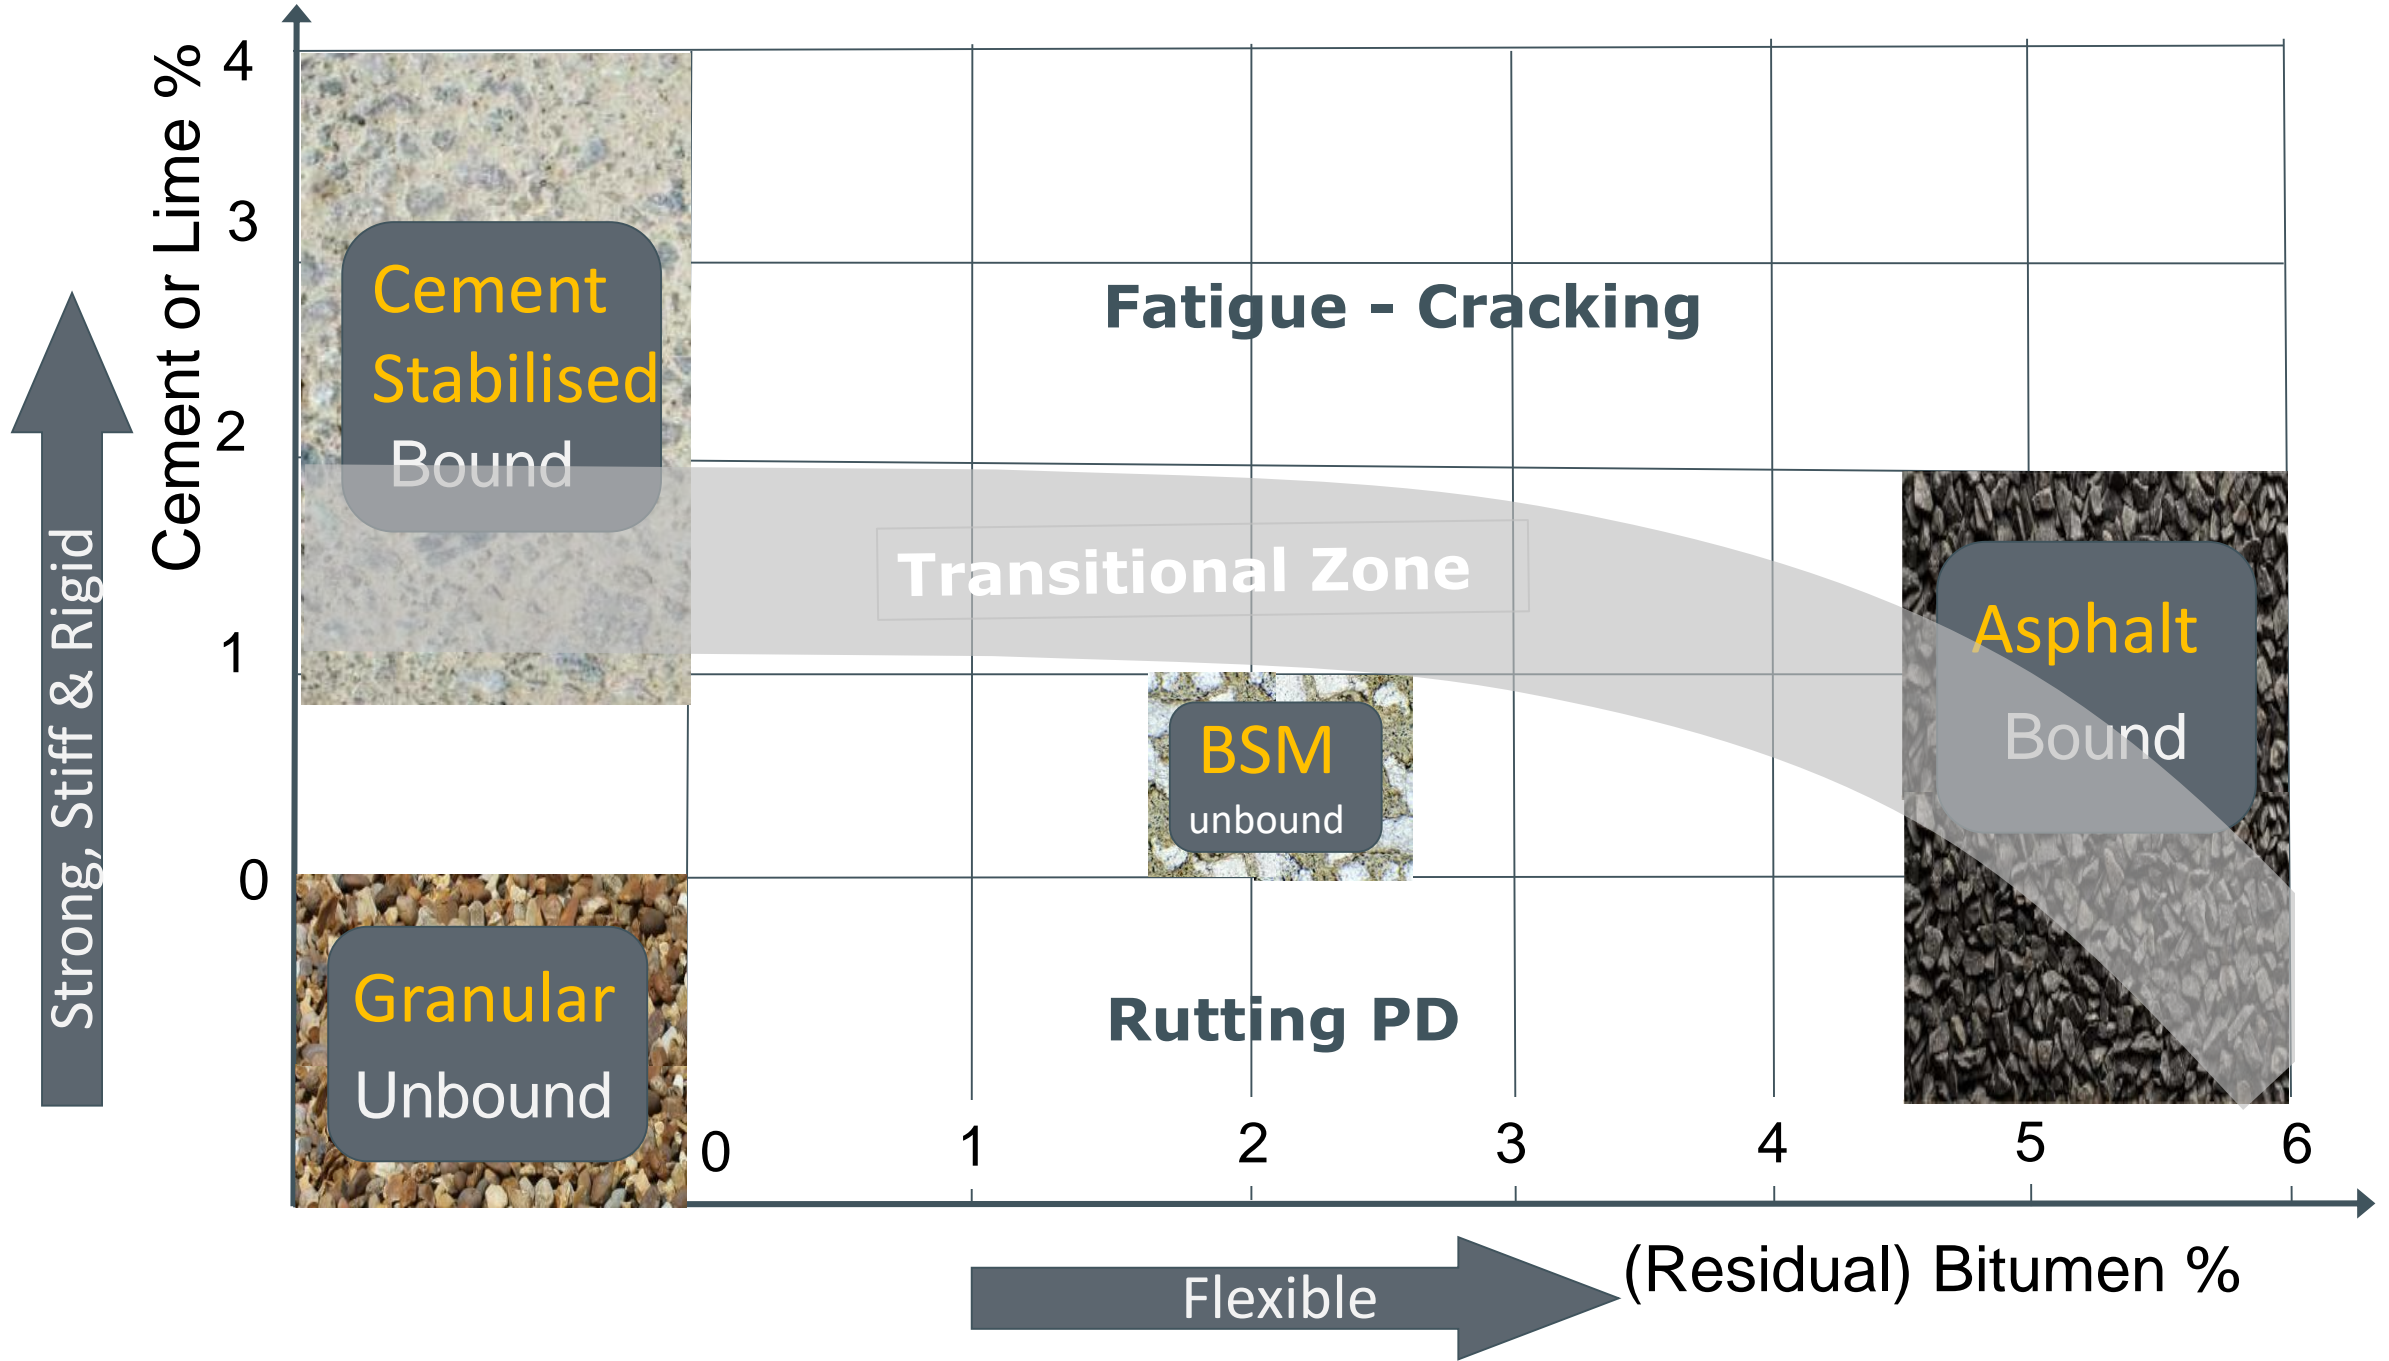 Cement or Lime %
4
3
2
1
0
Strong, Stiff & Rigid
Cement
Stabilised
Bound
Fatigue - Cracking
Transitional Zone
Asphalt
Bound
BSM
unbound
Granular
Unbound
Rutting PD
0 1 2 3 4 5 6
Flexible
(Residual) Bitumen %